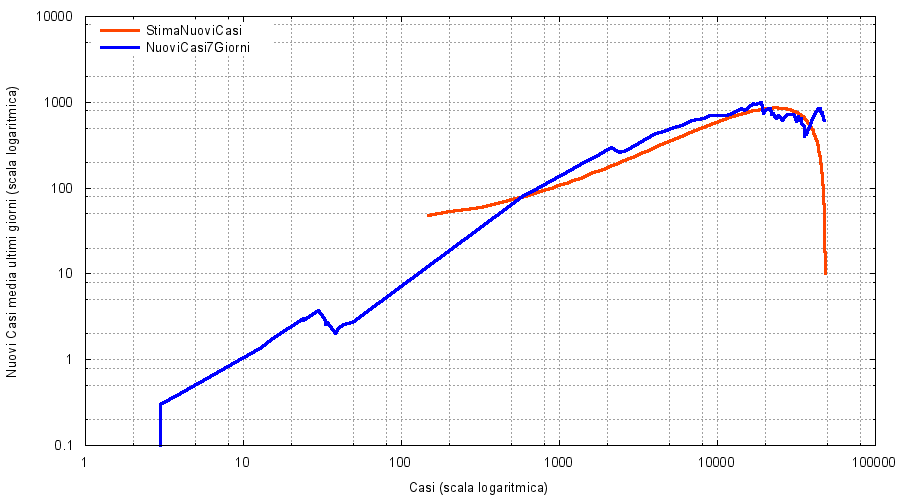 10000
1000
100
10
1
0.1
StimaNuoviCasi
NuoviCasi7Giorni
Nuovi Casi media ultimi giorni (scala logaritmica)
1 10 100 1000 10000 100000
Casi (scala logaritmica)